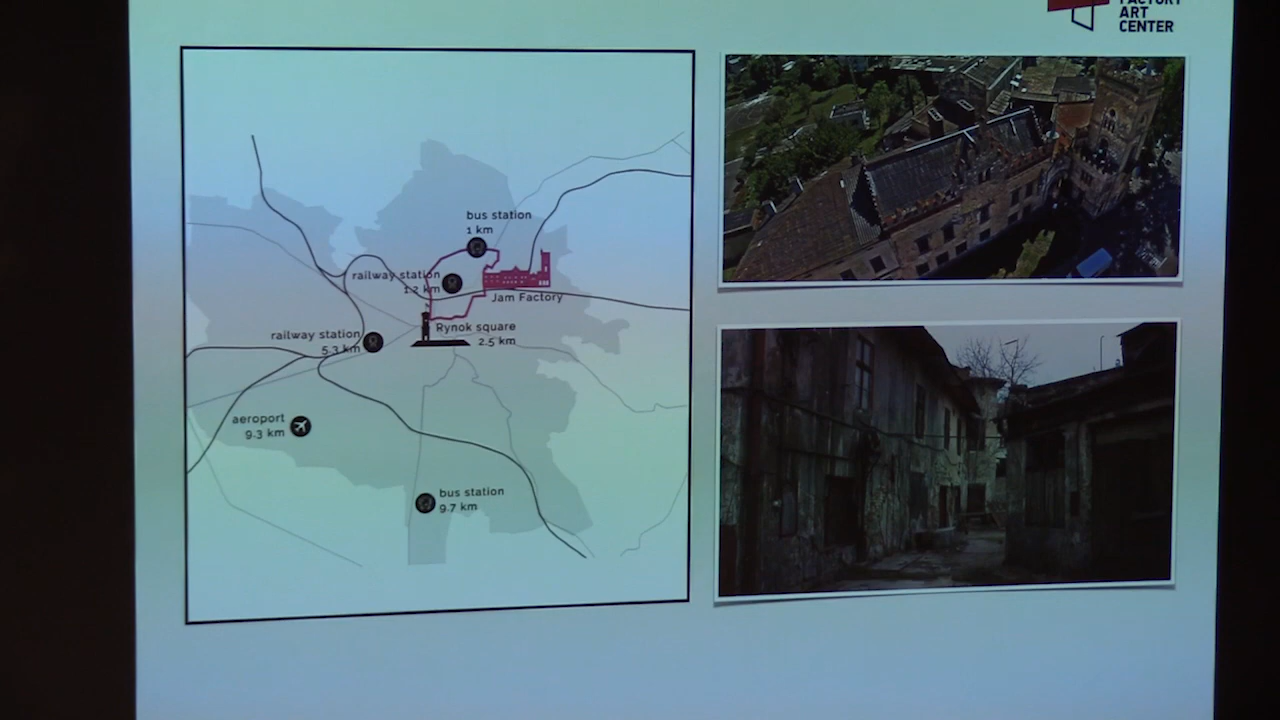 FACTORY
ART
CENTER
bus station
1 km
railway station
1.2 km
Jam Factory
Rynok square
2.5 km
railway station
5.3 km
aeroport
9.3 km
bus station
9.7 km